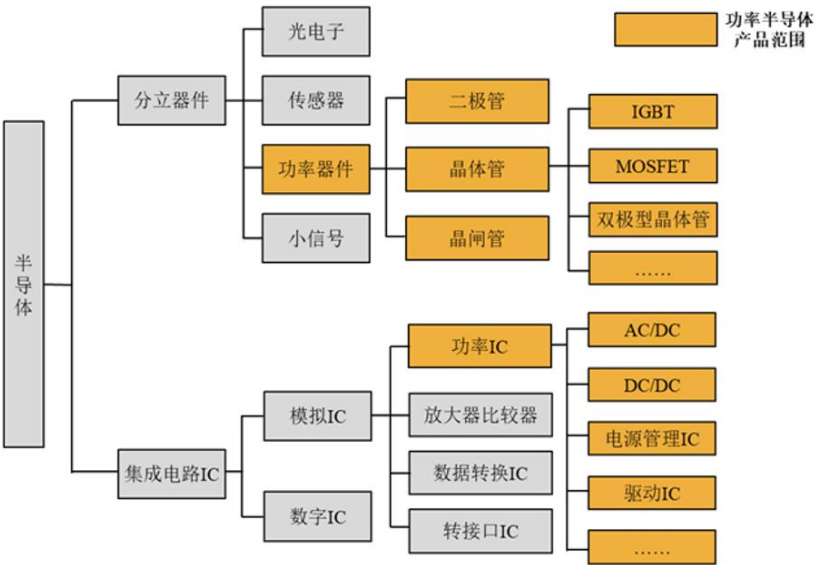 功率半导体
产品范围
半导体
分立器件
光电子
传感器
功率器件
小信号
二极管
晶体管
晶闸管
IGBT
MOSFET
双极型晶体管
……
集成电路IC
模拟IC
数字IC
功率IC
放大器比较器
数据转换IC
转接口IC
AC/DC
DC/DC
电源管理IC
驱动IC
……